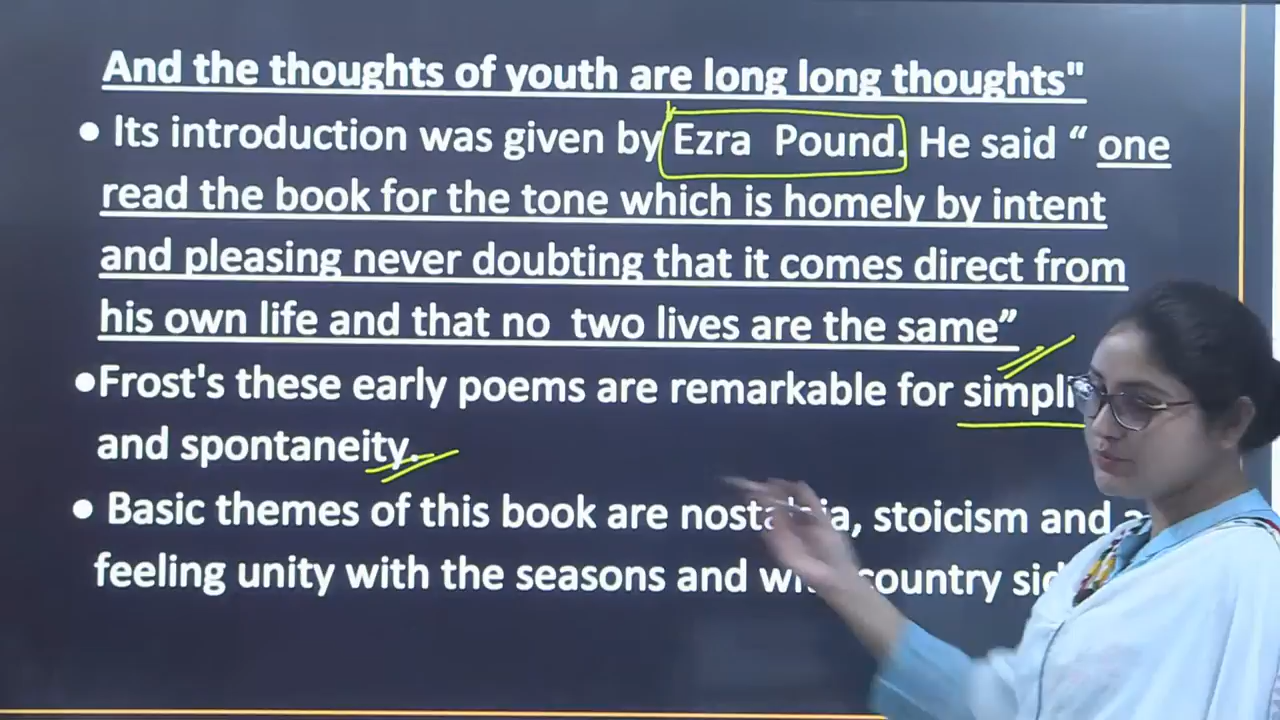 And the thoughts of youth are long long thoughts"
● Its introduction was given by Ezra Pound. He said “ one
read the book for the tone which is homely by intent
and pleasing never doubting that it comes direct from
his own life and that no two lives are the same”
●Frost's these early poems are remarkable for
and spontaneity.
● Basic themes of this book are stoicism and
feeling unity with the seasons and